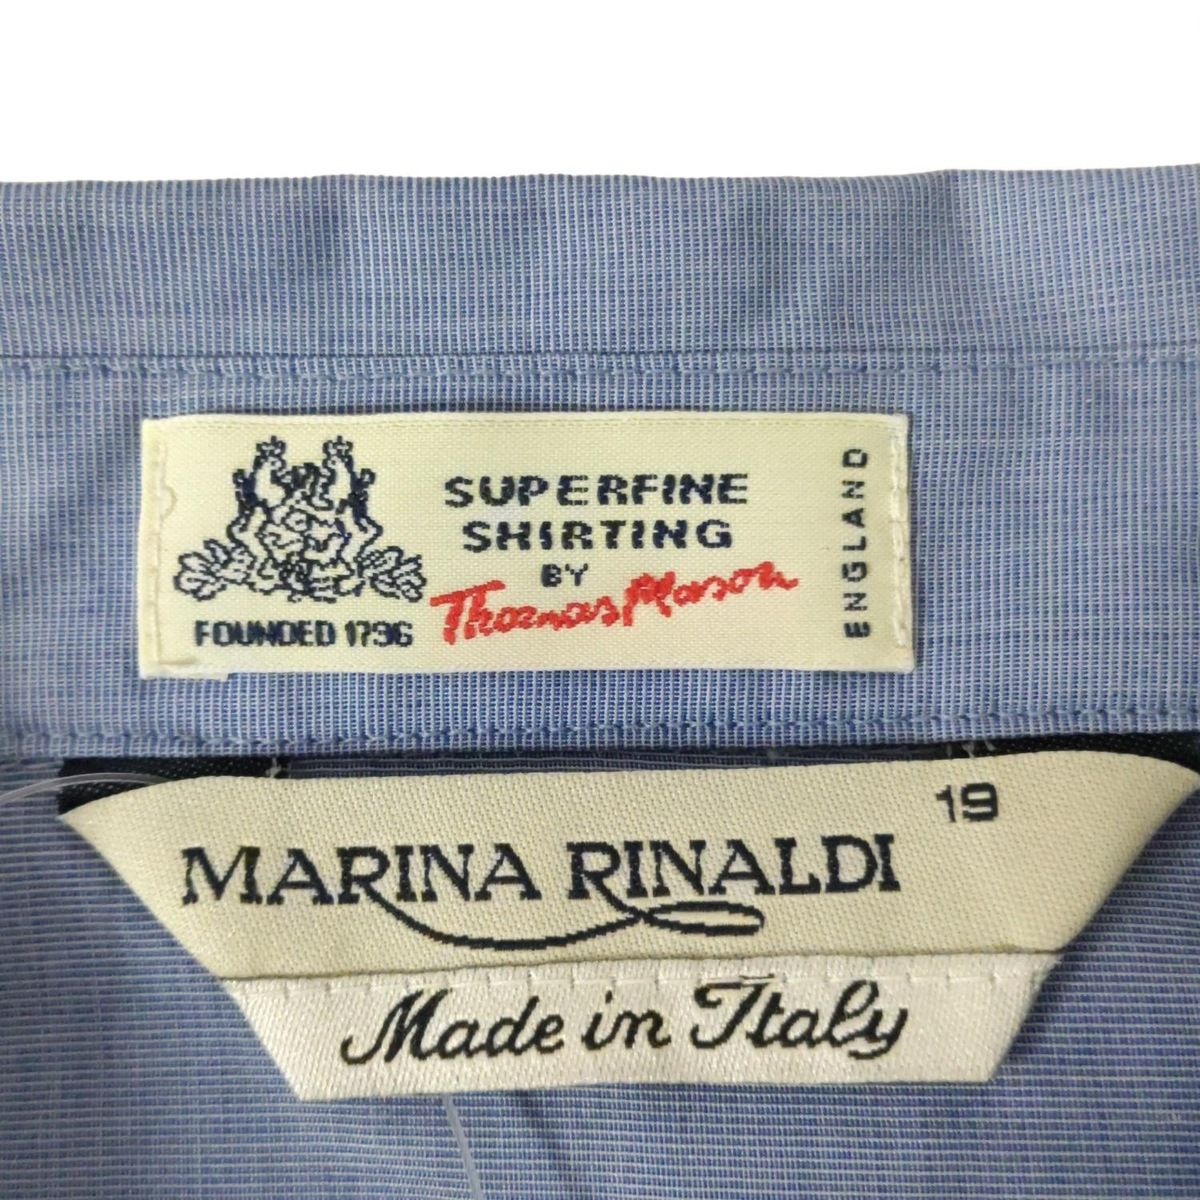 SUPERFINE
SHIRTING
BY
Thomas Mason
FOUNDED 1796
ENGLAND
MARINA RINALDI 19
Made in Italy